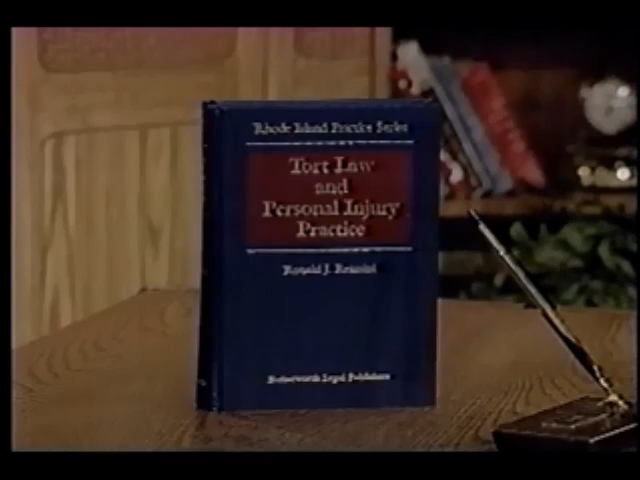 Rhode Island Practice Series
Tort Law
and
Personal Injury
Practice
Ronald J. Resmini
Butterworth Legal Publishers